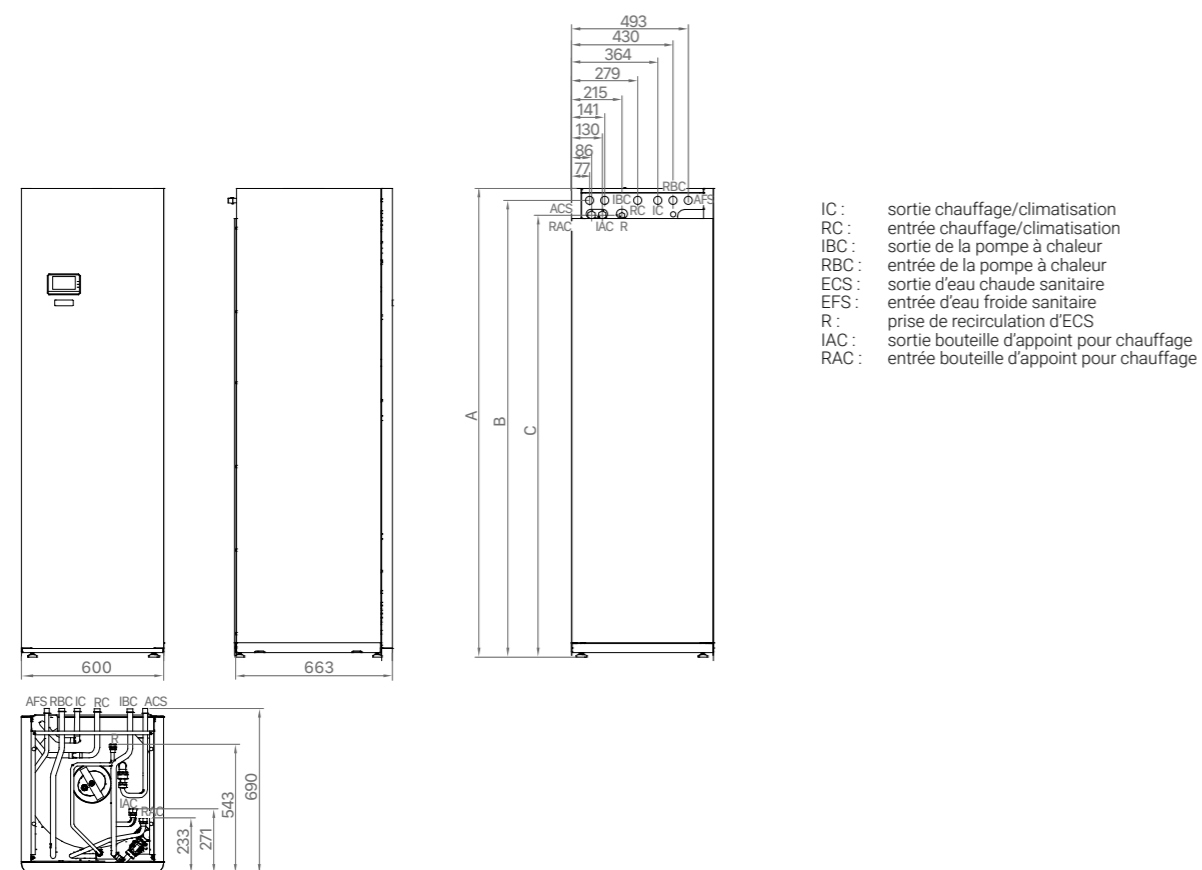 493
430
364
279
215
141
130
86
77
RBC
IBC
AFS
ACS
RC IC
RAC
IAC R
A
B
C
600
663
IC : sortie chauffage/climatisation
RC : entrée chauffage/climatisation
IBC : sortie de la pompe à chaleur
RBC : entrée de la pompe à chaleur
ECS : sortie d'eau chaude sanitaire
EFS : entrée d'eau froide sanitaire
R : prise de recirculation d'ECS
IAC : sortie bouteille d'appoint pour chauffage
RAC : entrée bouteille d'appoint pour chauffage
AFS RBC IC RC IBC ACS
R
IAC
RAC
233
271
543
690